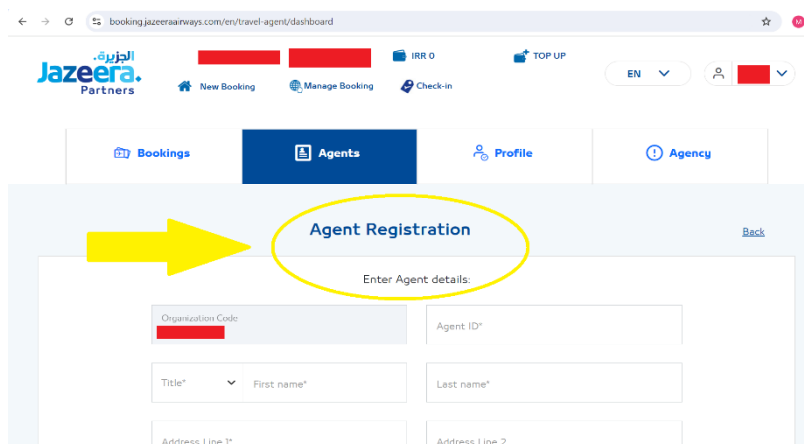 booking.jazeeraairways.com/en/travel-agent/dashboard
M
الجزيرة.
Jazeera.
Partners
IRR 0
TOP UP
New Booking
Manage Booking
Check-in
EN
Bookings
Agents
Profile
Agency
Agent Registration
Back
Enter Agent details:
Organization Code
Agent ID*
Title*
First name*
Last name*
Address Line 1*
Address Line 2